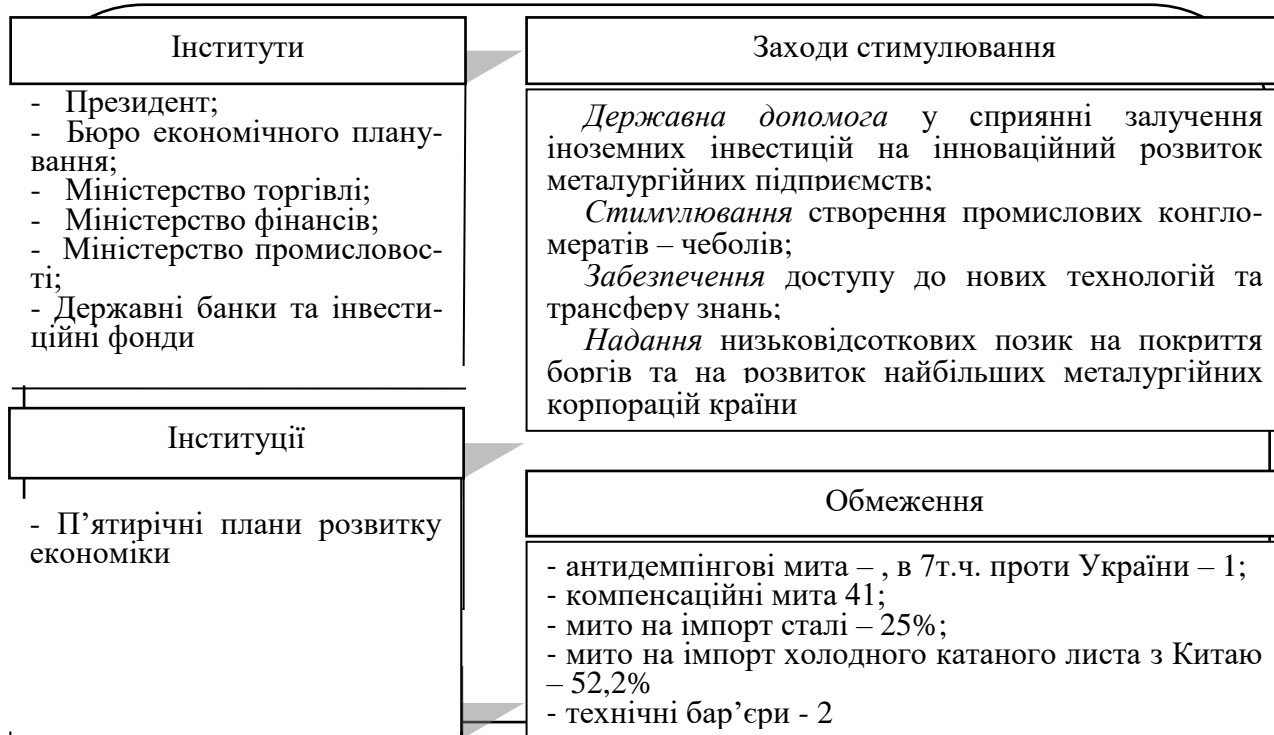 Інститути
- Президент;
- Бюро економічного плану-
вання;
- Міністерство торгівлі;
- Міністерство фінансів;
- Міністерство промисловос-
ті;
- Державні банки та інвести-
ційні фонди
Інституції
- П’ятирічні плани розвитку
економіки
Заходи стимулювання
Державна допомога у сприянні залучення
іноземних інвестицій на інноваційний розвиток
металургійних підприємств;
Стимулювання створення промислових конгло-
мератів – чеболів;
Забезпечення доступу до нових технологій та
трансферу знань;
Надання низьковідсоткових позик на покриття
боргів та на розвиток найбільших металургійних
корпорацій країни
Обмеження
- антидемпінгові мита – , в 7т.ч. проти України – 1;
- компенсаційні мита 41;
- мито на імпорт сталі – 25%;
- мито на імпорт холодного катаного листа з Китаю
– 52,2%
- технічні бар’єри - 2